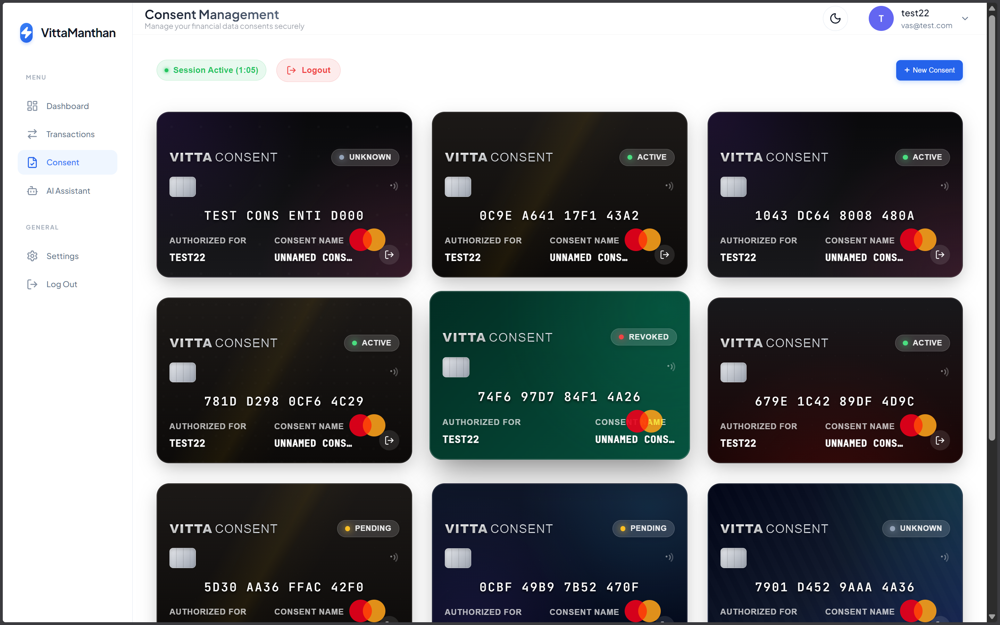 VittaManthan
MENU
Dashboard
Transactions
Consent
AI Assistant
GENERAL
Settings
Log Out
Consent Management
Manage your financial data consents securely
T
test22
vas@test.com
Session Active (1:05)
Logout
+ New Consent
VITTA CONSENT
UNKNOWN
TEST CONS ENTI D000
AUTHORIZED FOR
TEST22
CONSENT NAME
UNNAMED CONS…
VITTA CONSENT
ACTIVE
0C9E A641 17F1 43A2
AUTHORIZED FOR
TEST22
CONSENT NAME
UNNAMED CONS…
VITTA CONSENT
ACTIVE
1043 DC64 8008 480A
AUTHORIZED FOR
TEST22
CONSENT NAME
UNNAMED CONS…
VITTA CONSENT
ACTIVE
781D D298 0CF6 4C29
AUTHORIZED FOR
TEST22
CONSENT NAME
UNNAMED CONS…
VITTA CONSENT
REVOKED
74F6 97D7 84F1 4A26
AUTHORIZED FOR
TEST22
CONSENT NAME
UNNAMED CONS…
VITTA CONSENT
ACTIVE
679E 1C42 89DF 4D9C
AUTHORIZED FOR
TEST22
CONSENT NAME
UNNAMED CONS…
VITTA CONSENT
PENDING
5D30 AA36 FFAC 42F0
AUTHORIZED FOR
CONSENT NAME
VITTA CONSENT
PENDING
0CBF 49B9 7B52 470F
AUTHORIZED FOR
CONSENT NAME
VITTA CONSENT
UNKNOWN
7901 D452 9AAA 4A36
AUTHORIZED FOR
CONSENT NAME